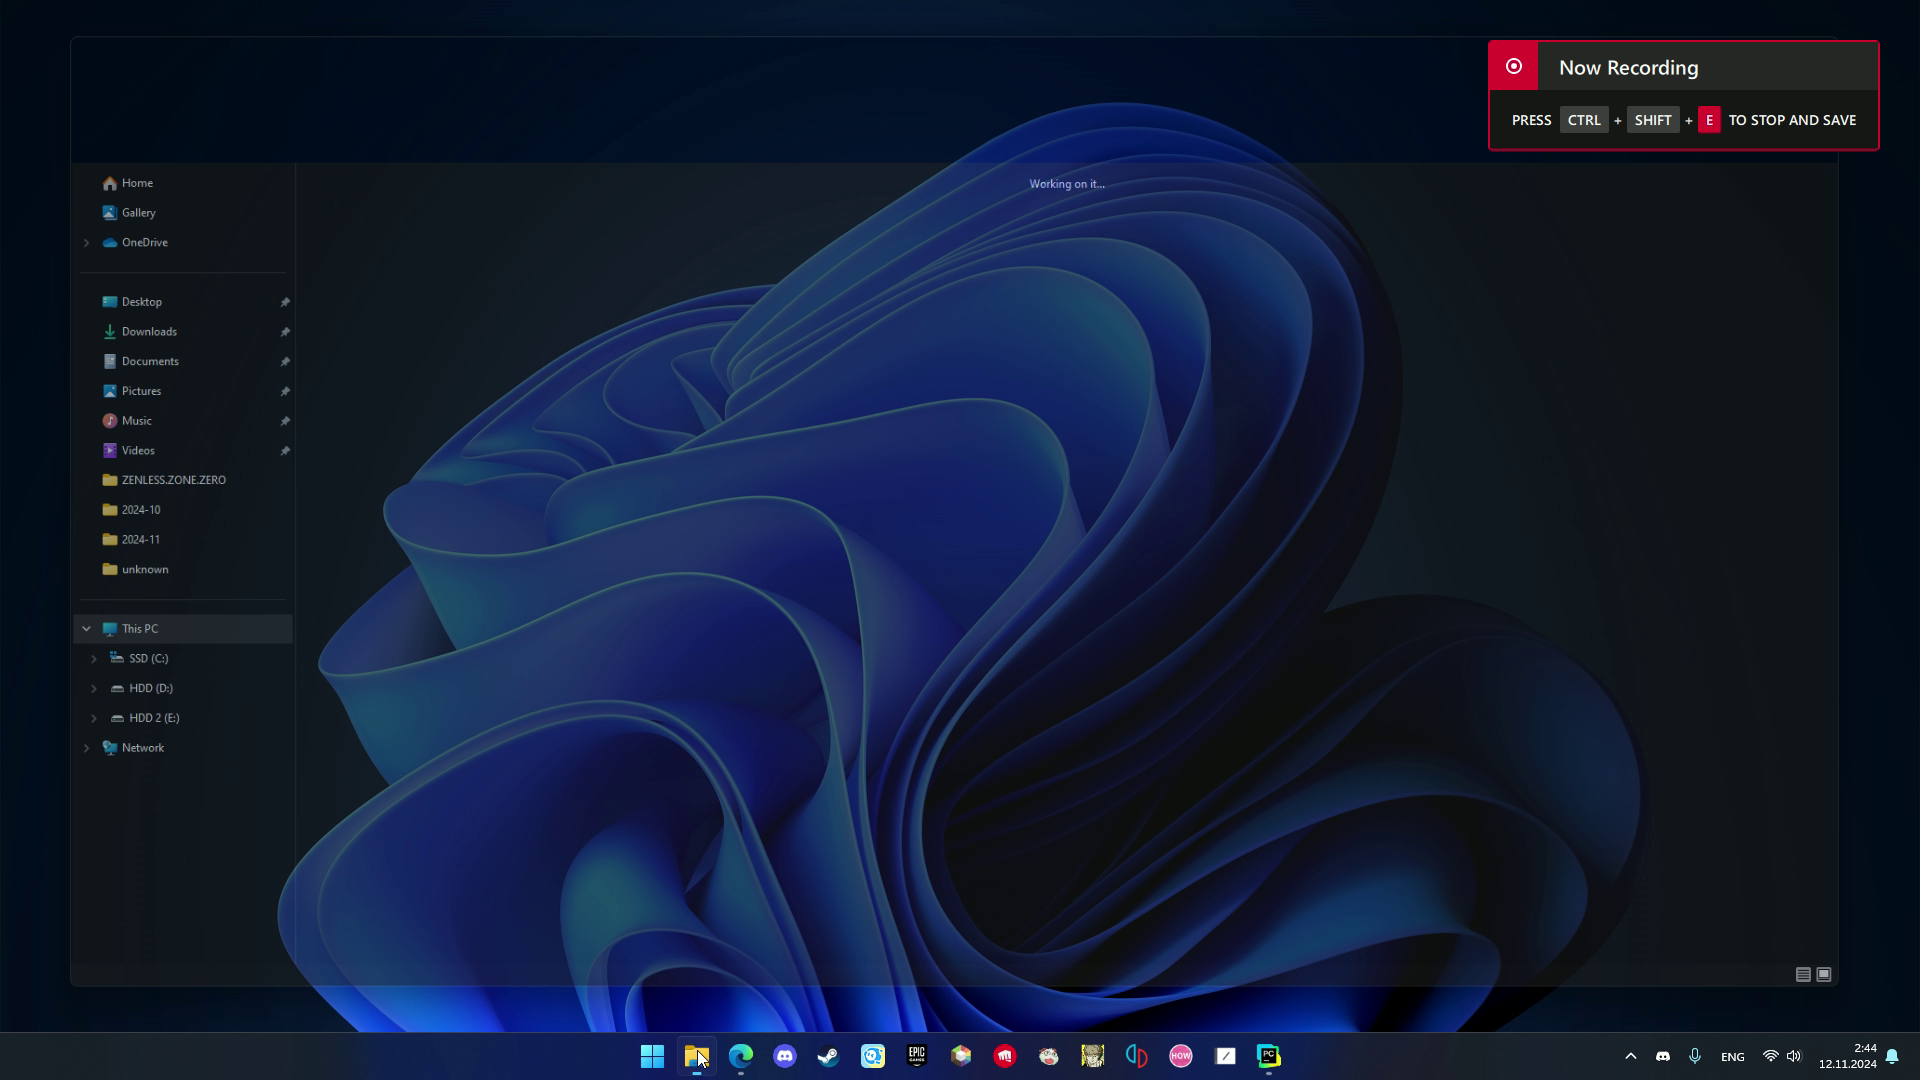 Now Recording
PRESS CTRL + SHIFT + E TO STOP AND SAVE
Working on it...
Home
Gallery
OneDrive
Desktop
Downloads
Documents
Pictures
Music
Videos
ZENLESS.ZONE.ZERO
2024-10
2024-11
unknown
This PC
SSD (C:)
HDD (D:)
HDD 2 (E:)
Network
EPIC
GAMES
HOW
PC
ENG
2:44
12.11.2024